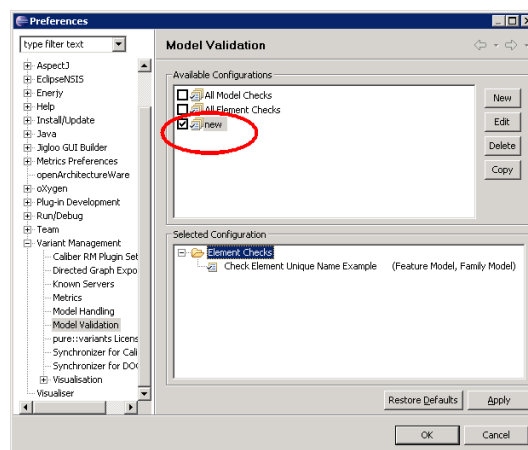 Preferences
type filter text
Model Validation
AspectJ
EclipseNSIS
Enerjy
Help
Install/Update
Java
Jigloo GUI Builder
Metrics Preferences
openArchitectureWare
oXygen
Plug-in Development
Run/Debug
Team
Variant Management
Caliber RM Plugin Set
Directed Graph Expo
Known Servers
Metrics
Model Handling
Model Validation
pure::variants Licens
Synchronizer for Cali
Synchronizer for DOO
Visualisation
Visualiser
Available Configurations
All Model Checks
All Element Checks
new
New
Edit
Delete
Copy
Selected Configuration
Element Checks
Check Element Unique Name Example (Feature Model, Family Model)
Restore Defaults
Apply
OK
Cancel